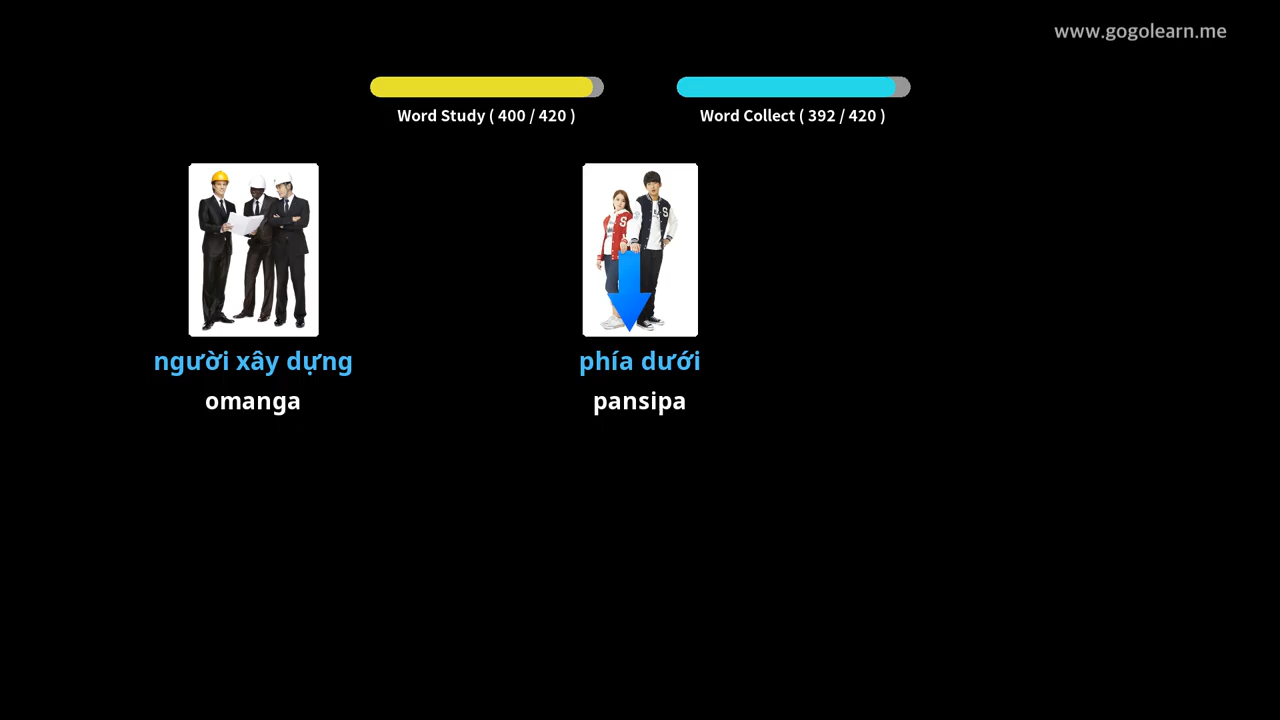 www.gogolearn.me
Word Study ( 400 / 420 )
Word Collect ( 392 / 420 )
người xây dựng
omanga
phía dưới
pansipa